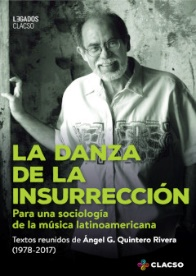 LEGADOS
CLACSO
LA DANZA
DE LA
INSURRECCIÓN
Para una sociología
de la música latinoamericana
Textos reunidos de Ángel G. Quintero Rivera
(1978-2017)
CLACSO